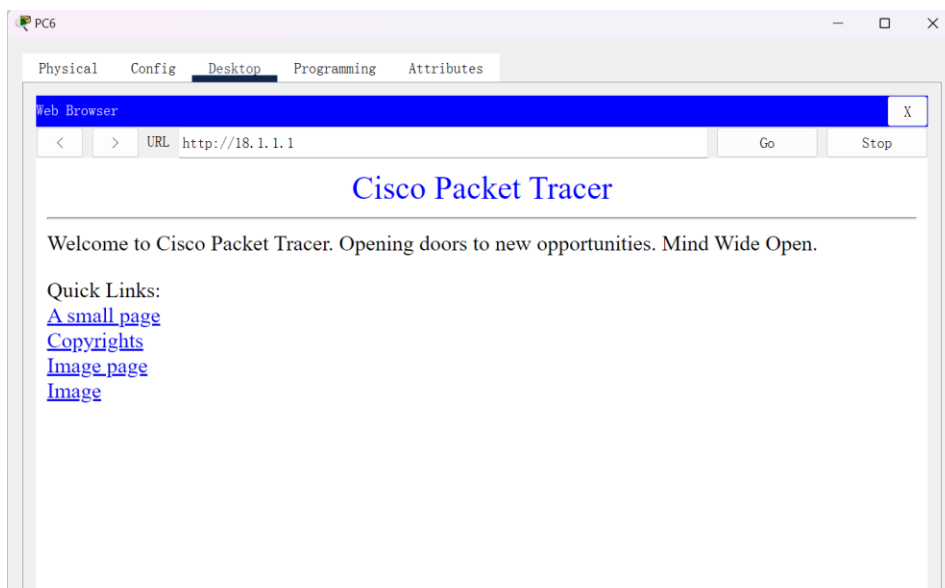 PC6
Physical Config Desktop Programming Attributes
Web Browser
X
< > URL http://18.1.1.1 Go Stop
Cisco Packet Tracer
Welcome to Cisco Packet Tracer. Opening doors to new opportunities. Mind Wide Open.
Quick Links:
A small page
Copyrights
Image page
Image